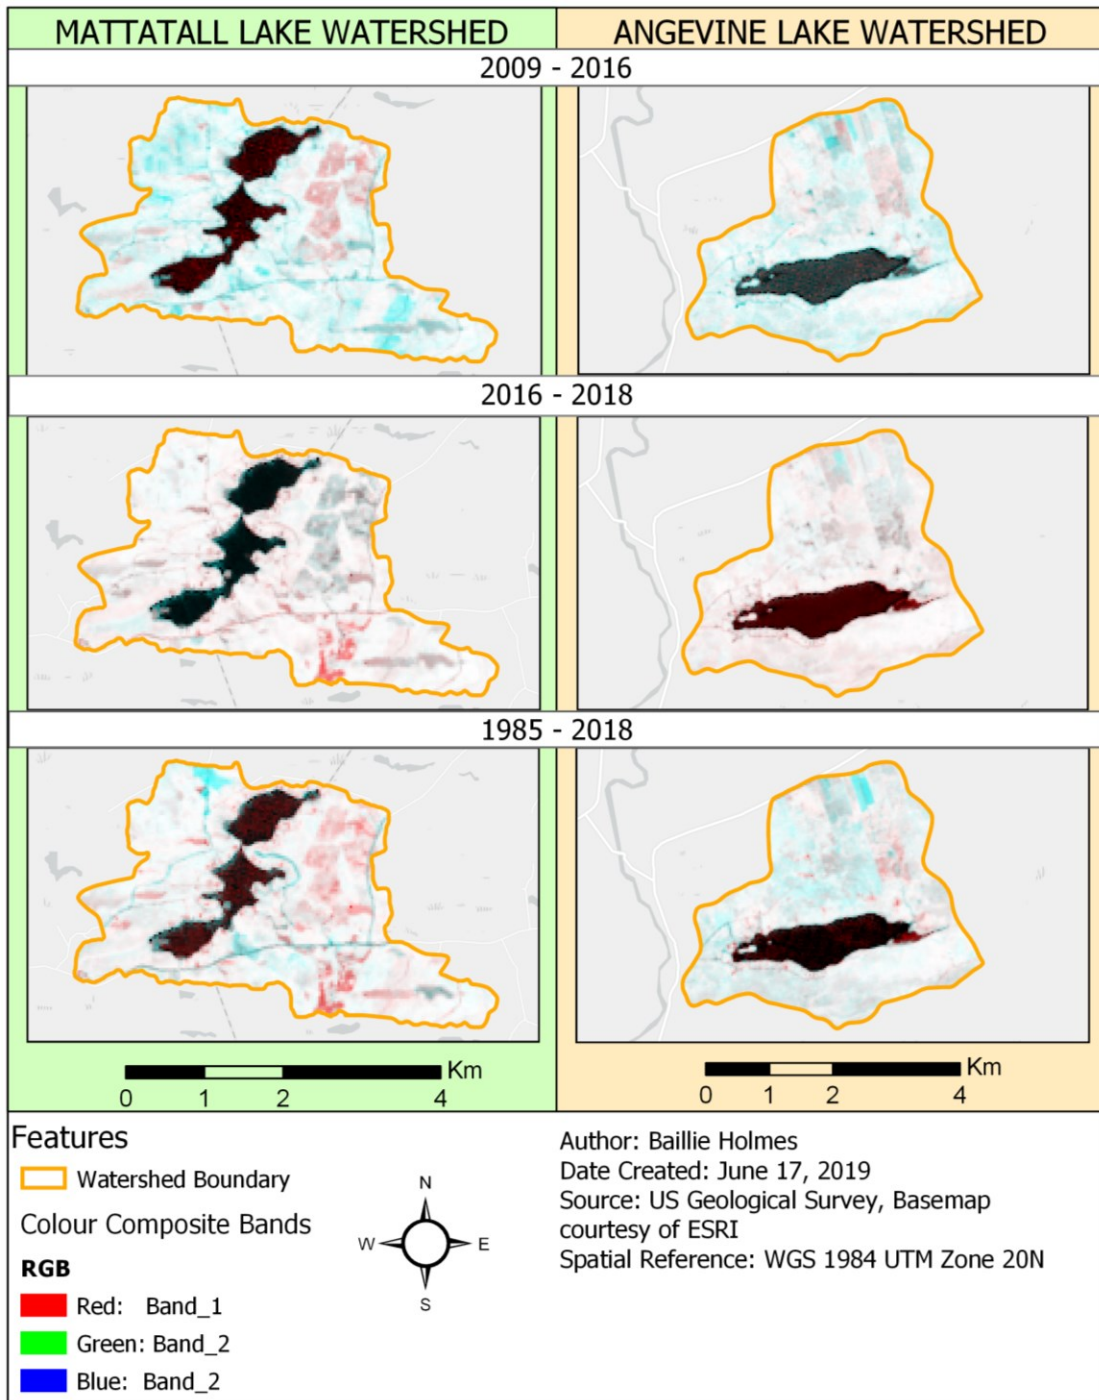 MATTATALL LAKE WATERSHED
ANGEVINE LAKE WATERSHED
2009 - 2016
2016 - 2018
1985 - 2018
Km
0 1 2 4
Km
0 1 2 4
Features
Watershed Boundary
Colour Composite Bands
RGB
Red: Band_1
Green: Band_2
Blue: Band_2
N
W E
S
Author: Baillie Holmes
Date Created: June 17, 2019
Source: US Geological Survey, Basemap
courtesy of ESRI
Spatial Reference: WGS 1984 UTM Zone 20N